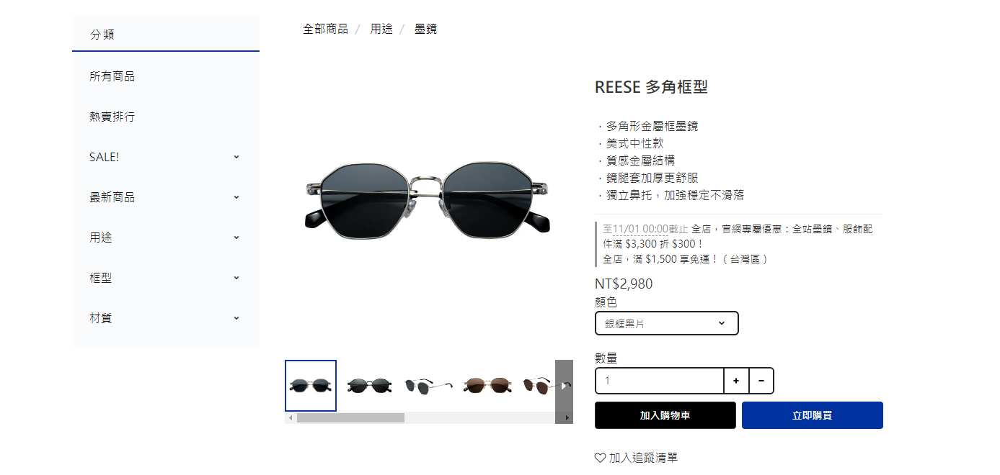 分類
所有商品
熱賣排行
SALE!
最新商品
用途
框型
材質
全部商品 / 用途 / 墨鏡
REESE 多角框型
・多角形金屬框墨鏡
・美式中性款
・質感金屬結構
・鏡腿套加厚更舒服
・獨立鼻托，加強穩定不滑落
至11/01 00:00截止 全店，官網專屬優惠：全站墨鏡、服飾配
件滿 $3,300 折 $300！
全店，滿 $1,500 享免運！（台灣區）
NT$2,980
顏色
銀框黑片
數量
1 + -
加入購物車 立即購買
加入追蹤清單